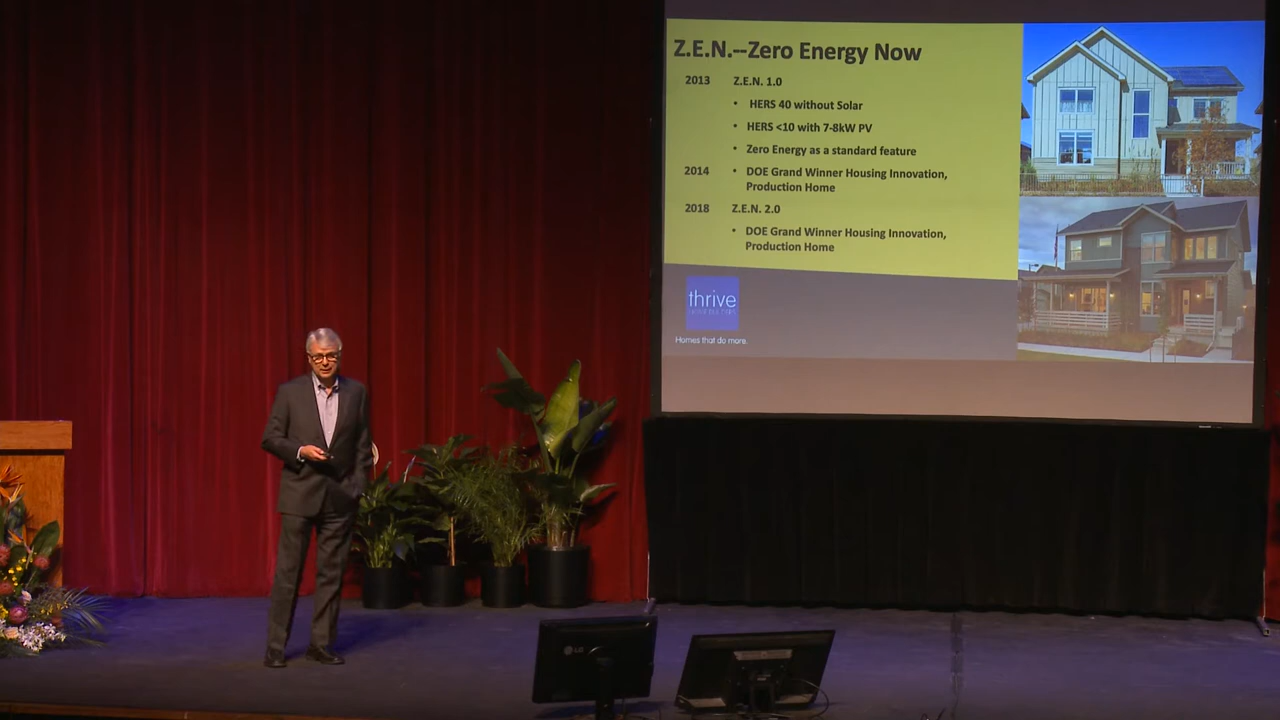 Z.E.N.--Zero Energy Now
2013 Z.E.N. 1.0
• HERS 40 without Solar
• HERS <10 with 7-8kW PV
• Zero Energy as a standard feature
2014 • DOE Grand Winner Housing Innovation,
Production Home
2018 Z.E.N. 2.0
• DOE Grand Winner Housing Innovation,
Production Home
thrive
HOME BUILDERS
Homes that do more.
LG